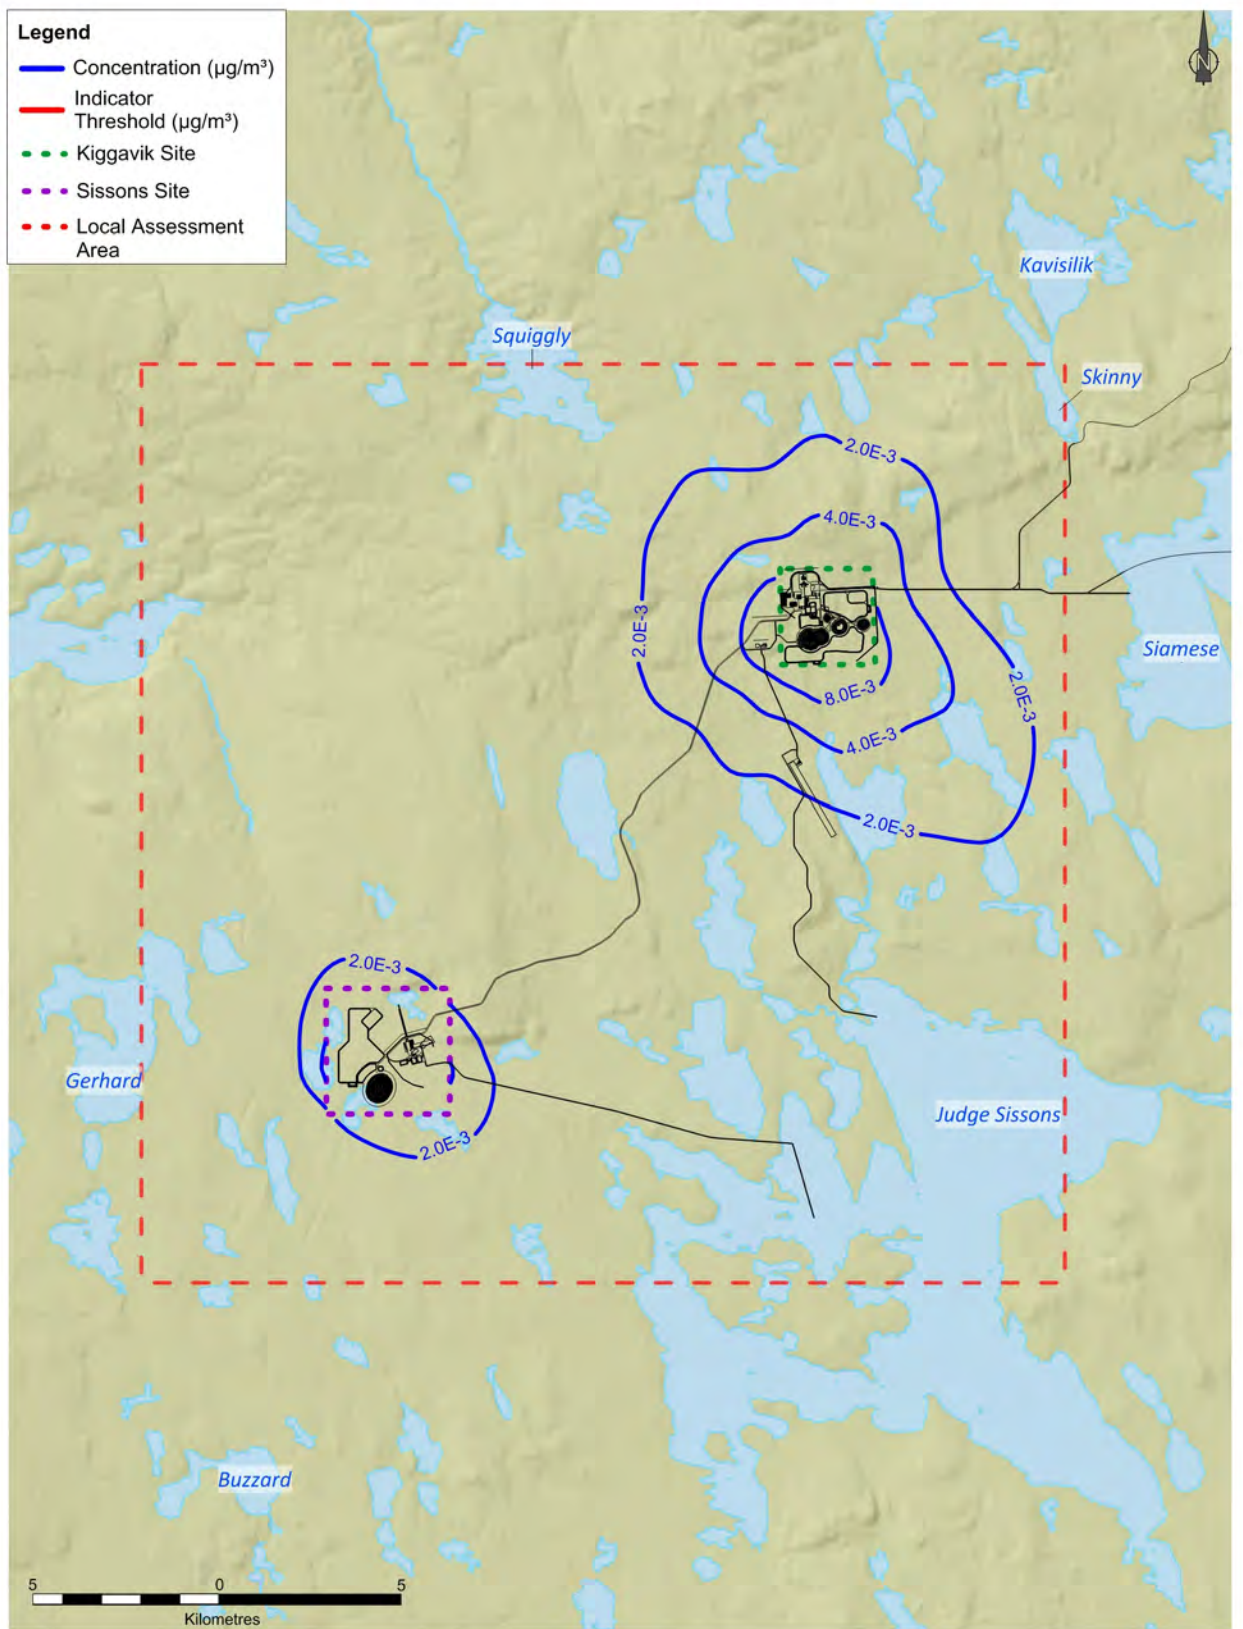 Legend
Concentration (µg/m³)
Indicator
Threshold (µg/m³)
Kiggavik Site
Sissons Site
Local Assessment
Area
N
Kavisilik
Squiggly
Skinny
2.0E-3
4.0E-3
2.0E-3
Siamese
8.0E-3
2.0E-3
4.0E-3
2.0E-3
2.0E-3
Gerhard
Judge Sissons
2.0E-3
Buzzard
5 0 5
Kilometres